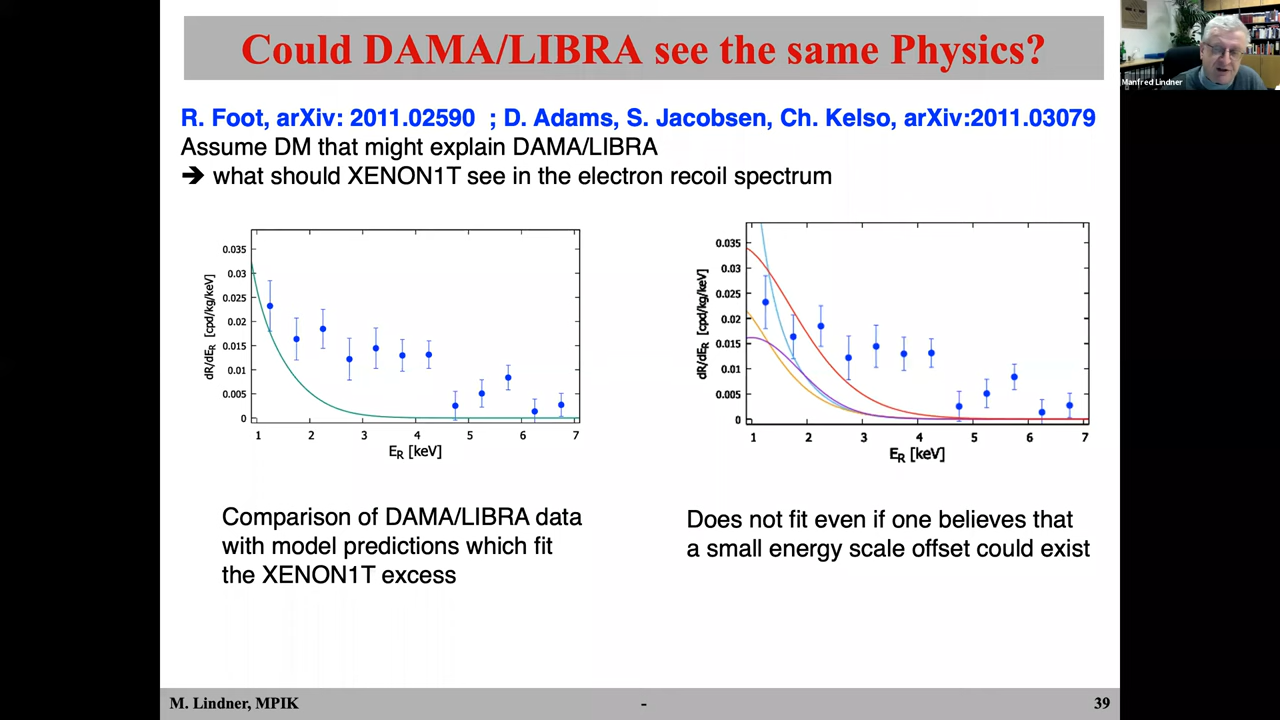 Could DAMA/LIBRA see the same Physics?
Manfred Lindner
R. Foot, arXiv: 2011.02590 ; D. Adams, S. Jacobsen, Ch. Kelso, arXiv:2011.03079
Assume DM that might explain DAMA/LIBRA
➔ what should XENON1T see in the electron recoil spectrum
dR/dER [cpd/kg/keV]
0.035
0.03
0.025
0.02
0.015
0.01
0.005
0
1 2 3 4 5 6 7
ER [keV]
dR/dER [cpd/kg/keV]
0.035
0.03
0.025
0.02
0.015
0.01
0.005
0
1 2 3 4 5 6 7
ER [keV]
Comparison of DAMA/LIBRA data
with model predictions which fit
the XENON1T excess
Does not fit even if one believes that
a small energy scale offset could exist
M. Lindner, MPIK
-
39